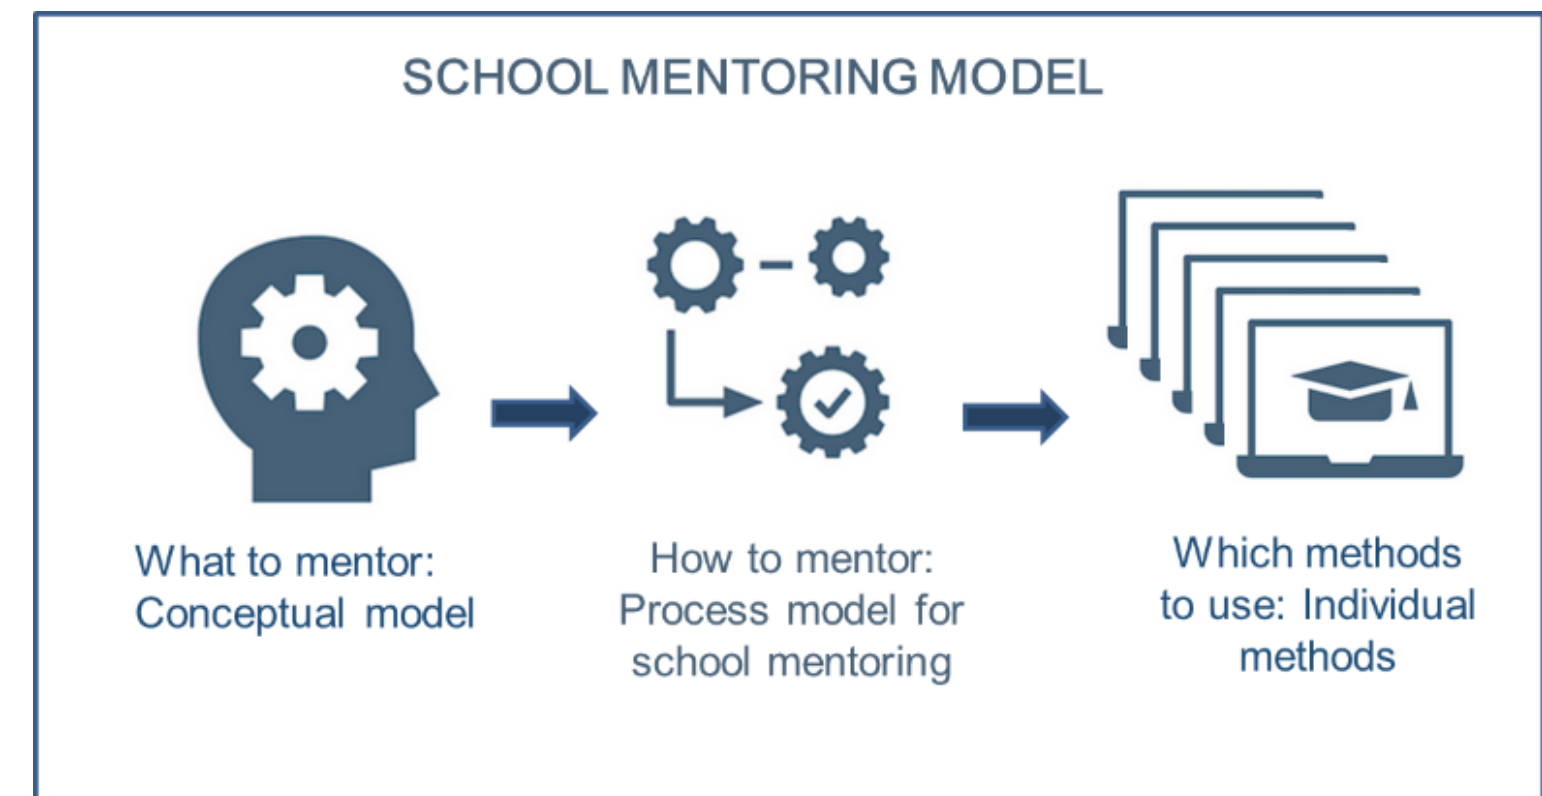 SCHOOL MENTORING MODEL
What to mentor:
Conceptual model
How to mentor:
Process model for
school mentoring
Which methods
to use: Individual
methods